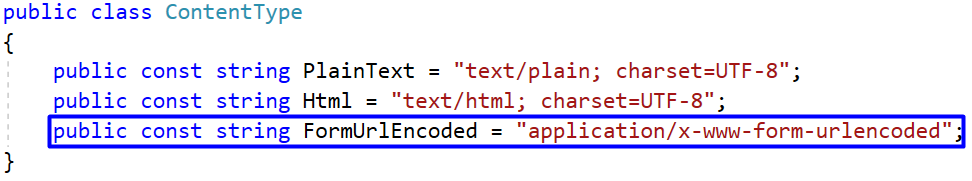 public class ContentType
{
    public const string PlainText = "text/plain; charset=UTF-8";
    public const string Html = "text/html; charset=UTF-8";
    public const string FormUrlEncoded = "application/x-www-form-urlencoded";
}